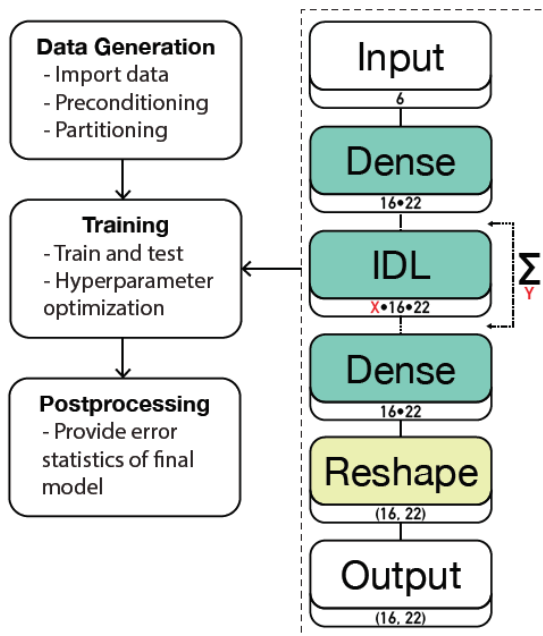 Data Generation
- Import data
- Preconditioning
- Partitioning
Training
- Train and test
- Hyperparameter
optimization
Postprocessing
- Provide error
statistics of final
model
Input
6
Dense
16•22
IDL
X•16•22
Σ
Y
Dense
16•22
Reshape
(16, 22)
Output
(16, 22)